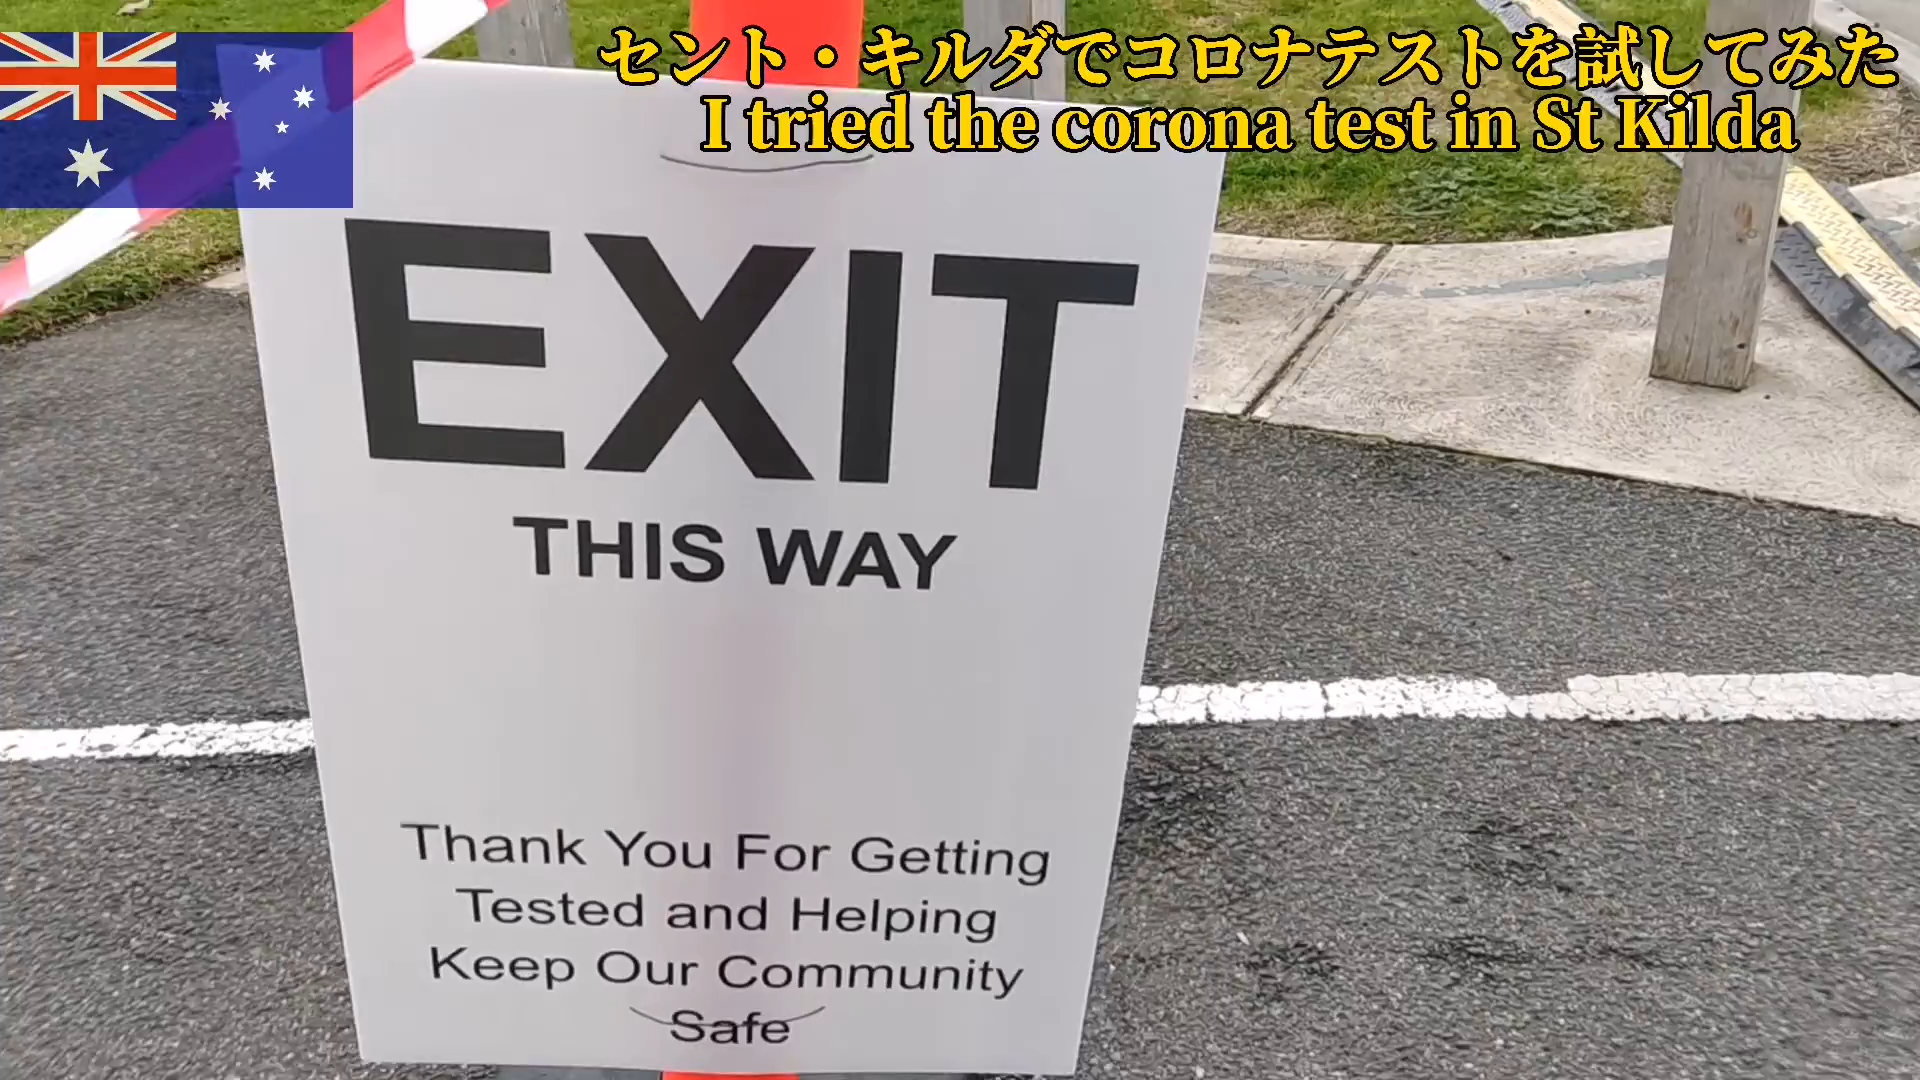 セント・キルダでコロナテストを試してみた
I tried the corona test in St Kilda
EXIT
THIS WAY
Thank You For Getting
Tested and Helping
Keep Our Community
Safe